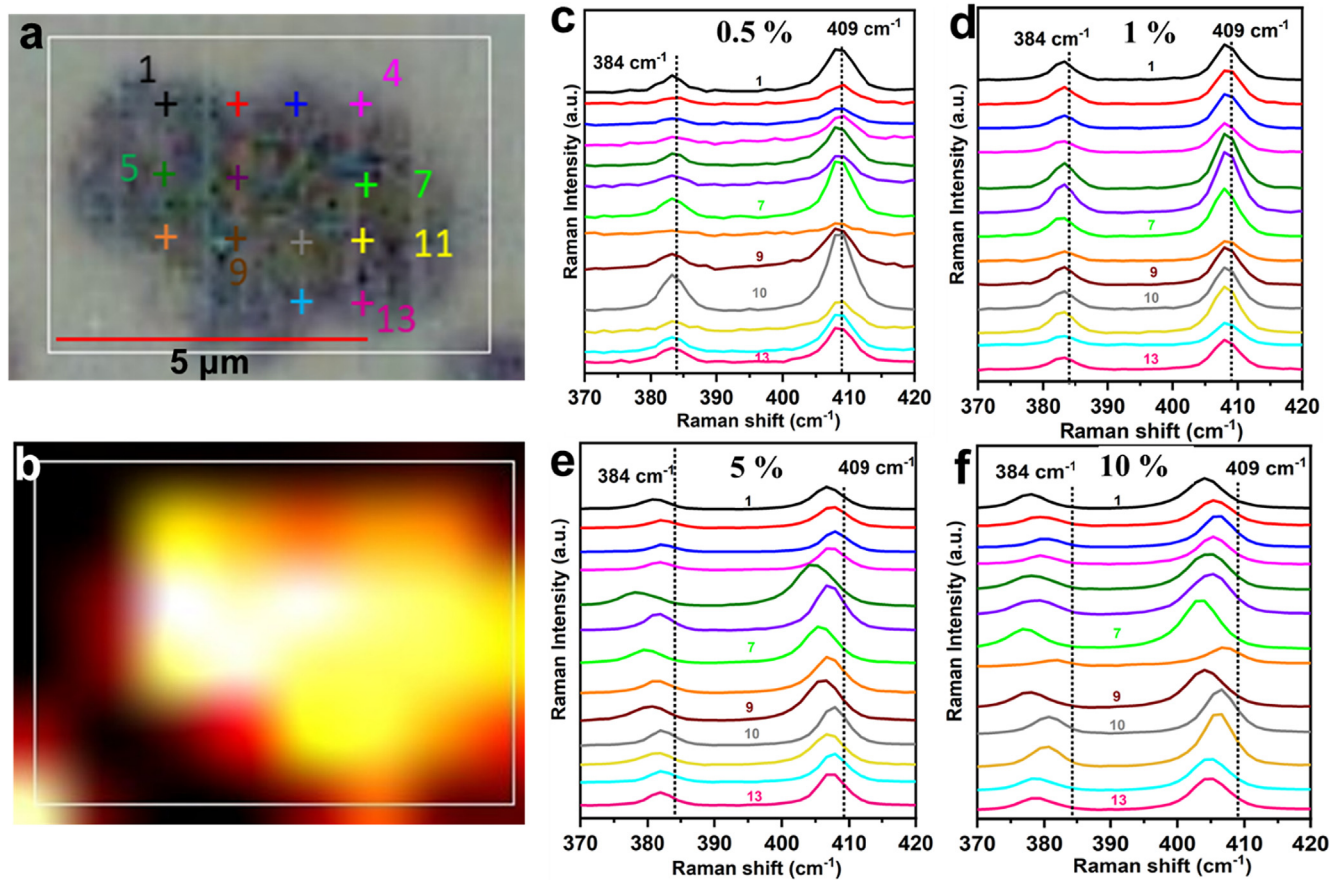 a
1
4
5
7
11
9
13
5 μm
b
c
0.5 %
409 cm⁻¹
384 cm⁻¹
1
7
9
10
13
Raman Intensity (a.u.)
370 380 390 400 410 420
Raman shift (cm⁻¹)
d
1 %
409 cm⁻¹
384 cm⁻¹
1
7
9
10
13
Raman Intensity (a.u.)
370 380 390 400 410 420
Raman shift (cm⁻¹)
e
384 cm⁻¹
5 %
409 cm⁻¹
1
7
9
10
13
Raman Intensity (a.u.)
370 380 390 400 410 420
Raman shift (cm⁻¹)
f
384 cm⁻¹
10 %
409 cm⁻¹
1
7
9
10
13
Raman Intensity (a.u.)
370 380 390 400 410 420
Raman shift (cm⁻¹)